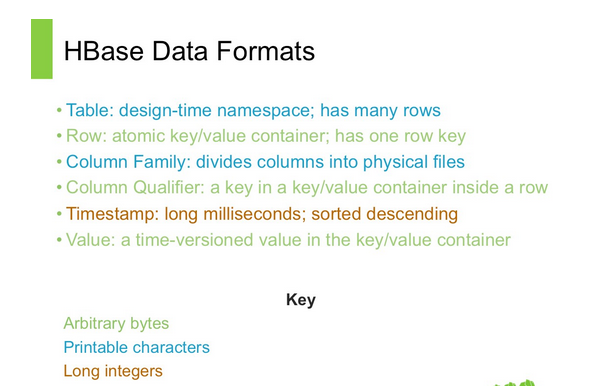 HBase Data Formats
• Table: design-time namespace; has many rows
• Row: atomic key/value container; has one row key
• Column Family: divides columns into physical files
• Column Qualifier: a key in a key/value container inside a row
• Timestamp: long milliseconds; sorted descending
• Value: a time-versioned value in the key/value container
Key
Arbitrary bytes
Printable characters
Long integers